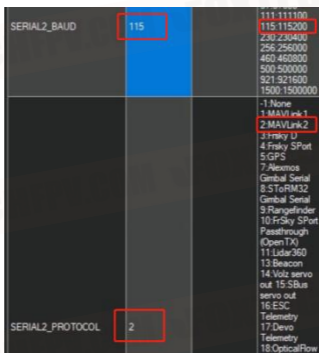 111:111100
SERIAL2_BAUD 115 115:115200
230:230400
256:256000
460:460800
500:500000
921:921600
1500:1500000
-1:None
1:MAVLink1
2:MAVLink2
3:Frsky D
4:Frsky SPort
5:GPS
7:Alexmos
Gimbal Serial
8:SToRM32
Gimbal Serial
9:Rangefinder
10:FrSky SPort
Passthrough
(OpenTX)
11:Lidar360
13:Beacon
14:Volz servo
out 15:SBus
servo out
16:ESC
Telemetry
SERIAL2_PROTOCOL 2 17:Devo
Telemetry
18:OpticalFlow